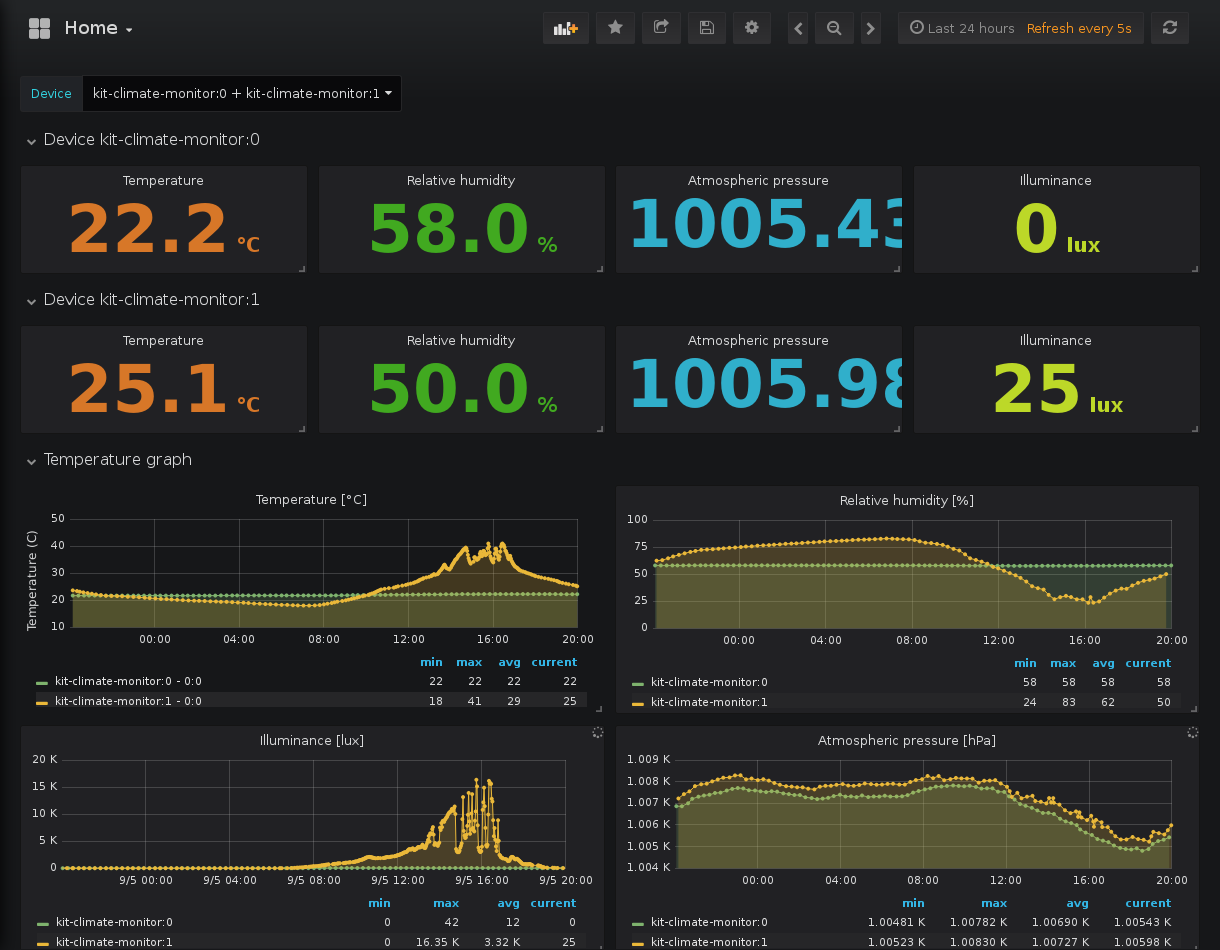 Home
Last 24 hours Refresh every 5s
Device kit-climate-monitor:0 + kit-climate-monitor:1
Device kit-climate-monitor:0
Temperature Relative humidity Atmospheric pressure Illuminance
22.2 °C 58.0 % 1005.43 0 lux
Device kit-climate-monitor:1
Temperature Relative humidity Atmospheric pressure Illuminance
25.1 °C 50.0 % 1005.98 25 lux
Temperature graph
Temperature [°C]
Temperature (C)
50
40
30
20
10
00:00 04:00 08:00 12:00 16:00 20:00
min max avg current
kit-climate-monitor:0 - 0:0 22 22 22 22
kit-climate-monitor:1 - 0:0 18 41 29 25
Relative humidity [%]
100
75
50
25
0
00:00 04:00 08:00 12:00 16:00 20:00
min max avg current
kit-climate-monitor:0 58 58 58 58
kit-climate-monitor:1 24 83 62 50
Illuminance [lux]
20 K
15 K
10 K
5 K
0
9/5 00:00 9/5 04:00 9/5 08:00 9/5 12:00 9/5 16:00 9/5 20:00
min max avg current
kit-climate-monitor:0 0 42 12 0
kit-climate-monitor:1 0 16.35 K 3.32 K 25
Atmospheric pressure [hPa]
1.009 K
1.008 K
1.007 K
1.006 K
1.005 K
1.004 K
00:00 04:00 08:00 12:00 16:00 20:00
min max avg current
kit-climate-monitor:0 1.00481 K 1.00782 K 1.00690 K 1.00543 K
kit-climate-monitor:1 1.00523 K 1.00830 K 1.00727 K 1.00598 K